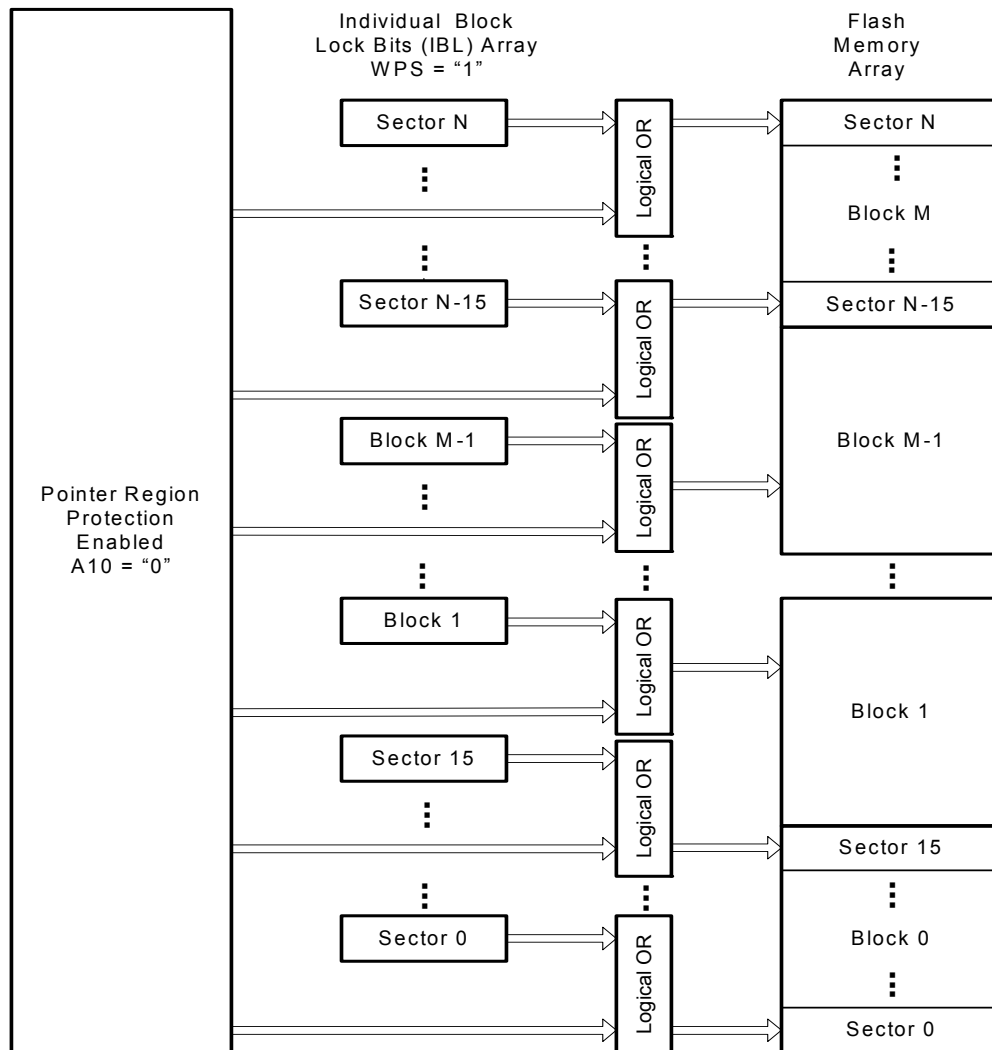 Individual Block
Lock Bits (IBL) Array
WPS = “1”
Flash
Memory
Array
Pointer Region
Protection
Enabled
A10 = “0”
Sector N
Sector N-15
Block M-1
Block 1
Sector 15
Sector 0
Logical OR
Logical OR
Logical OR
Logical OR
Logical OR
Logical OR
Sector N
Block M
Sector N-15
Block M-1
Block 1
Sector 15
Block 0
Sector 0